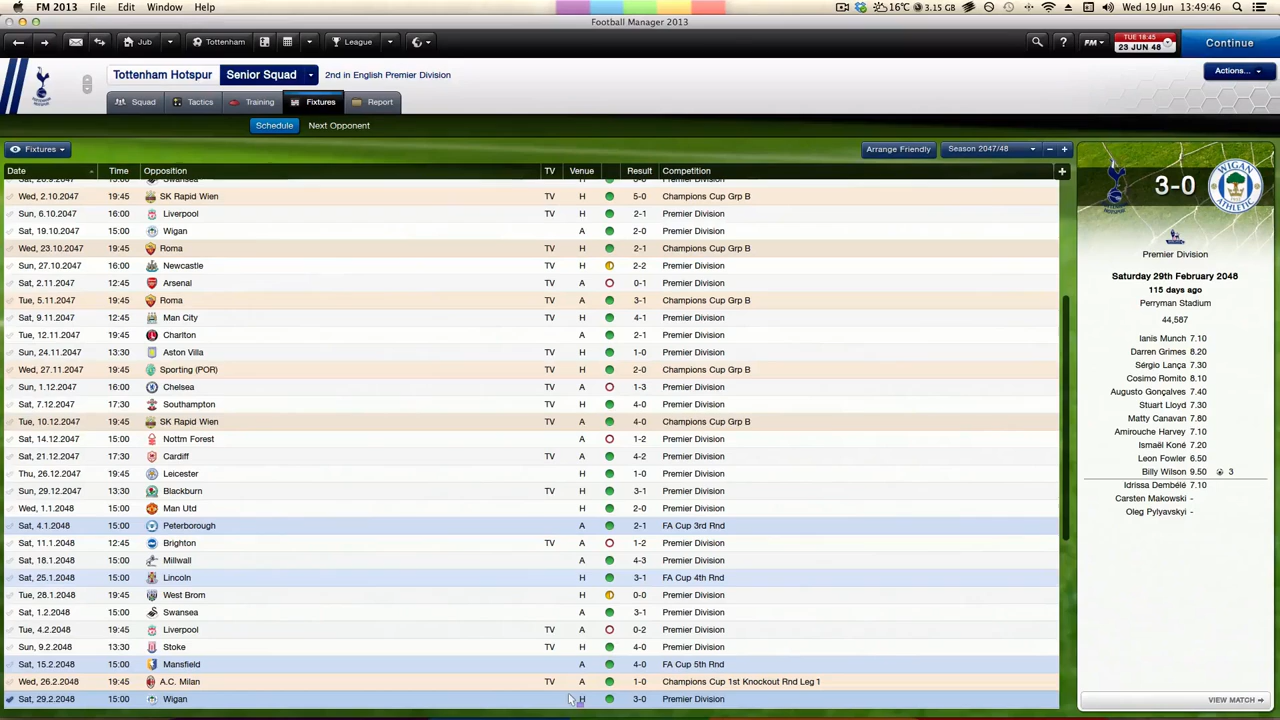 FM 2013 File Edit Window Help 16°C 3.15 GB Wed 19 Jun 13:49:46
Football Manager 2013
Job Tottenham League FM TUE 18:45 23 JUN 48 Continue
Tottenham Hotspur Senior Squad 2nd in English Premier Division Actions...
Squad Tactics Training Fixtures Report
Schedule Next Opponent
Fixtures Arrange Friendly Season 2047/48
Date Time Opposition TV Venue Result Competition
Wed, 2.10.2047 19:45 SK Rapid Wien TV H 5-0 Champions Cup Grp B
Sun, 6.10.2047 16:00 Liverpool TV H 2-1 Premier Division
Sat, 19.10.2047 15:00 Wigan A 2-0 Premier Division
Wed, 23.10.2047 19:45 Roma TV H 2-1 Champions Cup Grp B
Sun, 27.10.2047 16:00 Newcastle TV H 2-2 Premier Division
Sat, 2.11.2047 12:45 Arsenal TV A 0-1 Premier Division
Tue, 5.11.2047 19:45 Roma TV A 3-1 Champions Cup Grp B
Sat, 9.11.2047 12:45 Man City TV H 4-1 Premier Division
Tue, 12.11.2047 19:45 Charlton A 2-1 Premier Division
Sun, 24.11.2047 13:30 Aston Villa TV H 1-0 Premier Division
Wed, 27.11.2047 19:45 Sporting (POR) TV H 2-0 Champions Cup Grp B
Sun, 1.12.2047 16:00 Chelsea TV A 1-3 Premier Division
Sat, 7.12.2047 17:30 Southampton TV H 4-0 Premier Division
Tue, 10.12.2047 19:45 SK Rapid Wien TV A 4-0 Champions Cup Grp B
Sat, 14.12.2047 15:00 Nottm Forest A 1-2 Premier Division
Sat, 21.12.2047 17:30 Cardiff TV A 4-2 Premier Division
Thu, 26.12.2047 19:45 Leicester H 1-0 Premier Division
Sun, 29.12.2047 13:30 Blackburn TV H 3-1 Premier Division
Wed, 1.1.2048 15:00 Man Utd H 2-0 Premier Division
Sat, 4.1.2048 15:00 Peterborough A 2-1 FA Cup 3rd Rnd
Sat, 11.1.2048 12:45 Brighton TV A 1-2 Premier Division
Sat, 18.1.2048 15:00 Millwall A 4-3 Premier Division
Sat, 25.1.2048 15:00 Lincoln H 3-1 FA Cup 4th Rnd
Tue, 28.1.2048 19:45 West Brom H 0-0 Premier Division
Sat, 1.2.2048 15:00 Swansea A 3-1 Premier Division
Tue, 4.2.2048 19:45 Liverpool TV A 0-2 Premier Division
Sun, 9.2.2048 13:30 Stoke TV H 4-0 Premier Division
Sat, 15.2.2048 15:00 Mansfield A 4-0 FA Cup 5th Rnd
Wed, 26.2.2048 19:45 A.C. Milan TV A 1-0 Champions Cup 1st Knockout Rnd Leg 1
Sat, 29.2.2048 15:00 Wigan H 3-0 Premier Division
3-0
Premier Division
Saturday 29th February 2048
115 days ago
Perryman Stadium
44,587
Ianis Munch 7.10
Darren Grimes 8.20
Sérgio Lança 7.30
Cosimo Romito 8.10
Augusto Gonçalves 7.40
Stuart Lloyd 7.30
Matty Canavan 7.80
Amirouche Harvey 7.10
Ismaël Koné 7.20
Leon Fowler 6.50
Billy Wilson 9.50 3
Idrissa Dembélé 7.10
Carsten Makowski -
Oleg Pylyavskyi -
VIEW MATCH